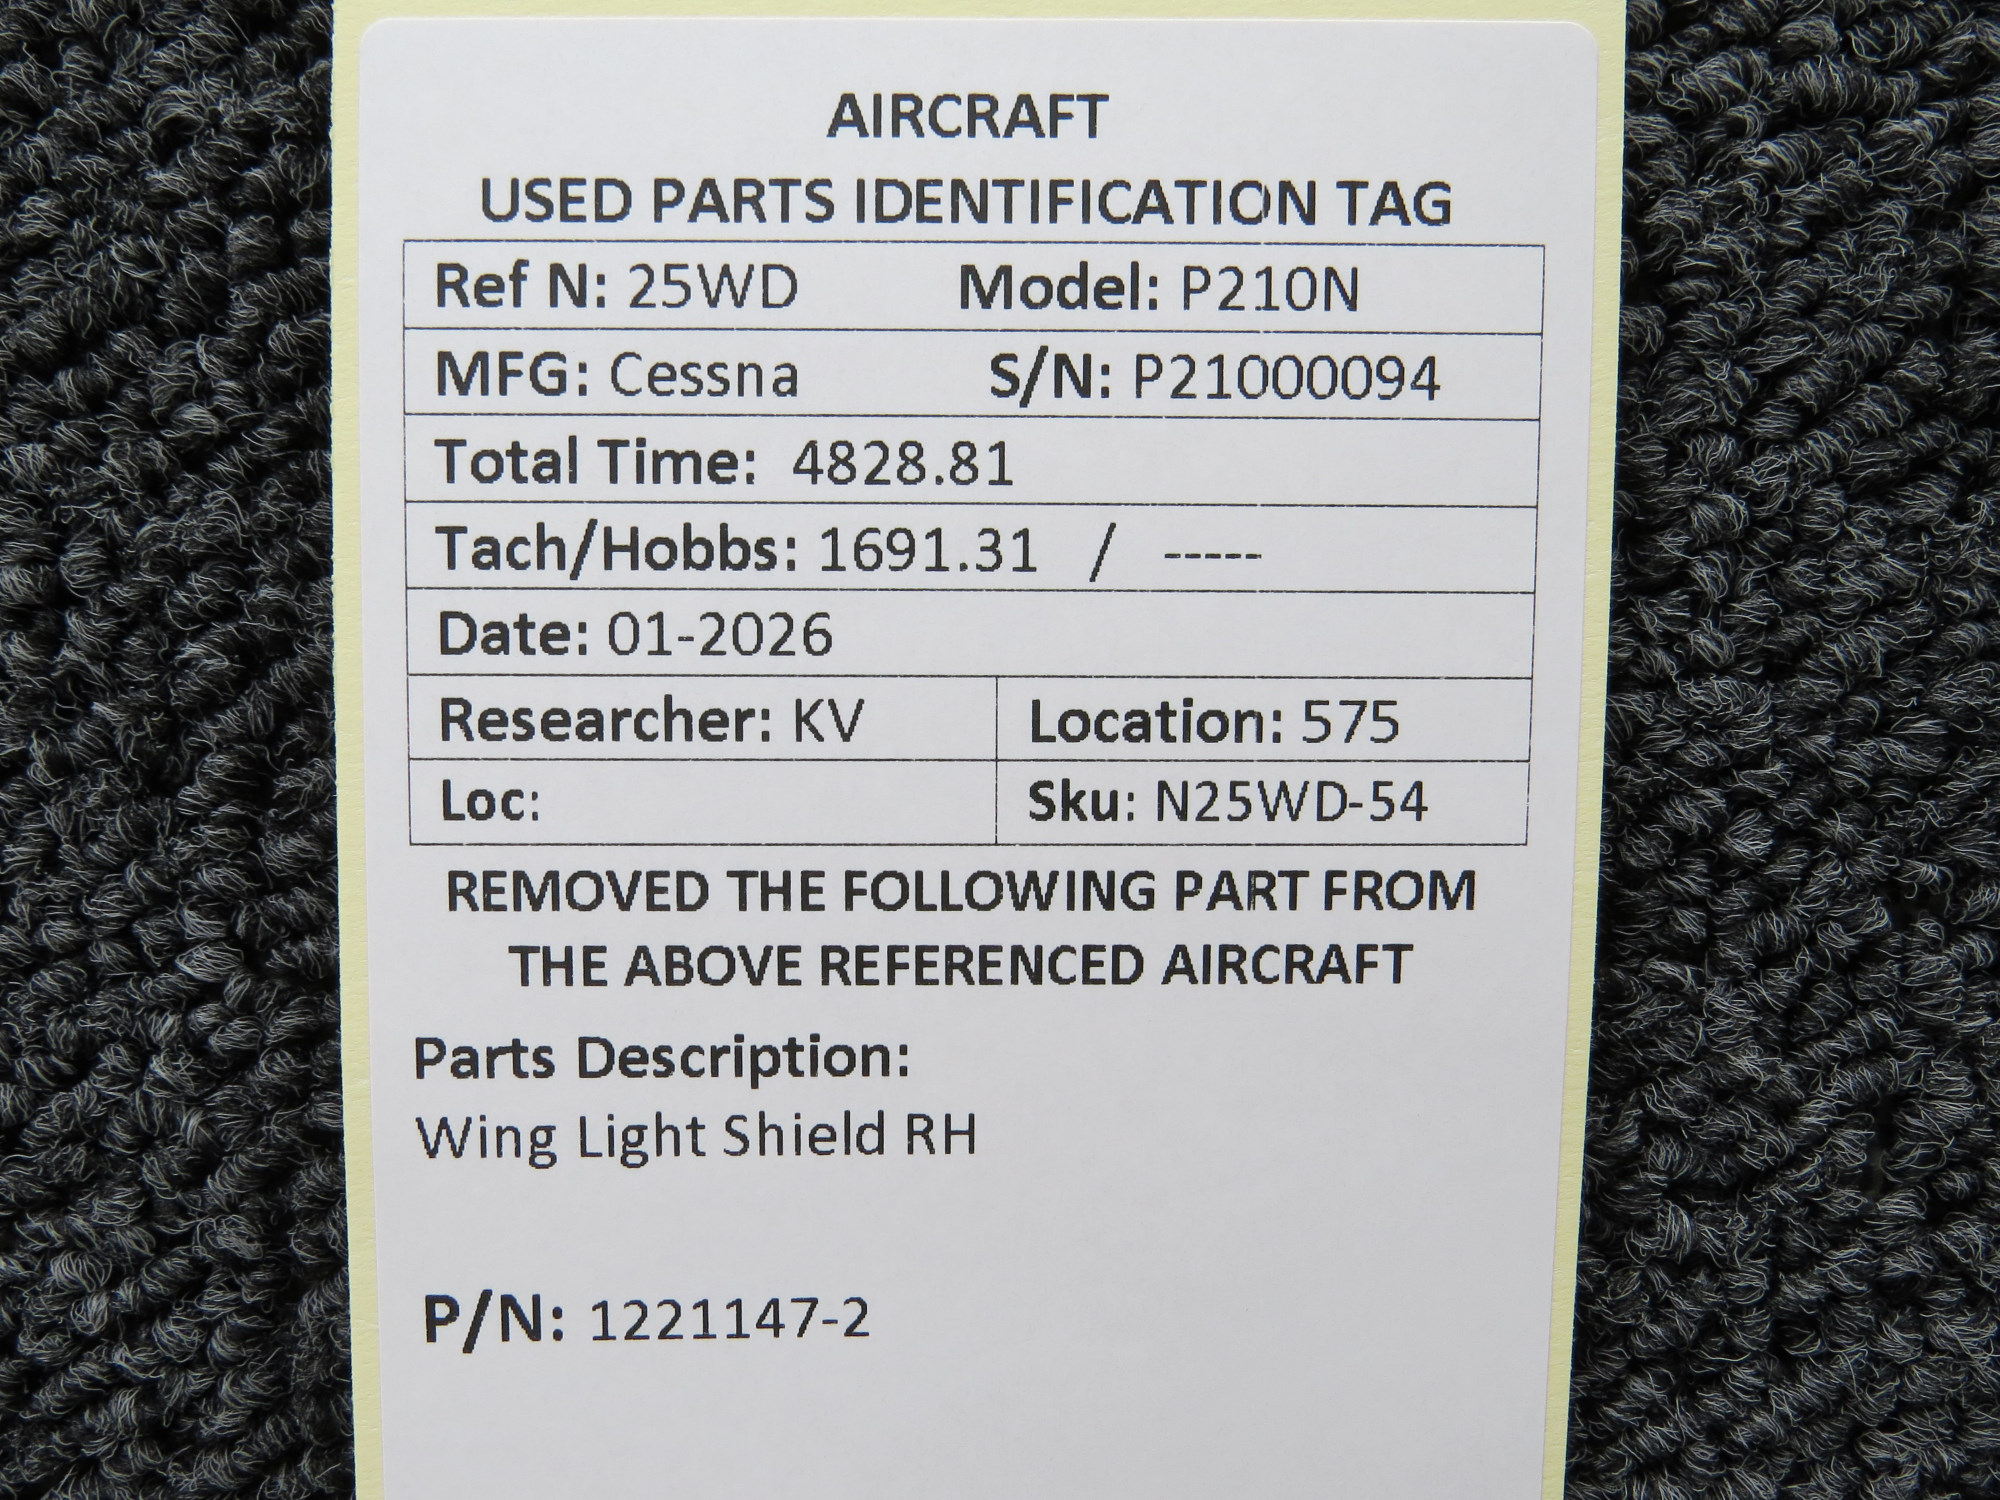 AIRCRAFT
USED PARTS IDENTIFICATION TAG
Ref N: 25WD Model: P210N
MFG: Cessna S/N: P21000094
Total Time: 4828.81
Tach/Hobbs: 1691.31 / -----
Date: 01-2026
Researcher: KV Location: 575
Loc: Sku: N25WD-54
REMOVED THE FOLLOWING PART FROM
THE ABOVE REFERENCED AIRCRAFT
Parts Description:
Wing Light Shield RH
P/N: 1221147-2